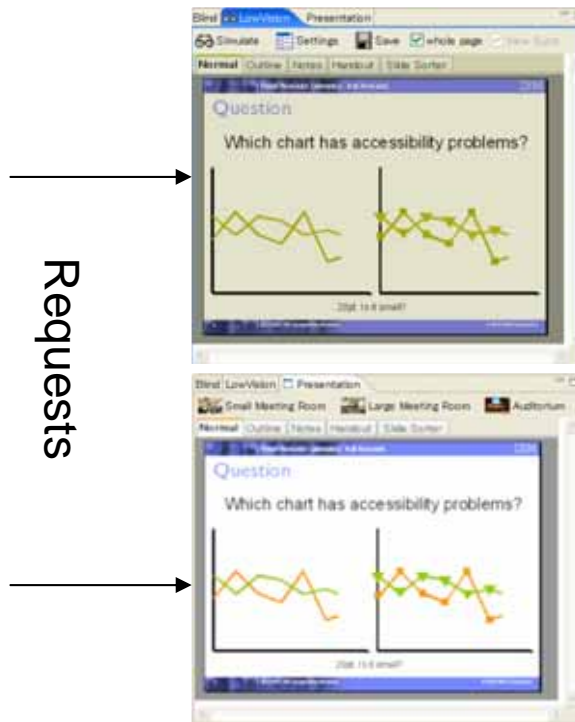 Requests
Blind LowVision Presentation
Simulate Settings Save whole page
Normal Outline Notes Handout Slide Sorter
Question
Which chart has accessibility problems?
Blind LowVision Presentation
Small Meeting Room Large Meeting Room Auditorium
Normal Outline Notes Handout Slide Sorter
Question
Which chart has accessibility problems?